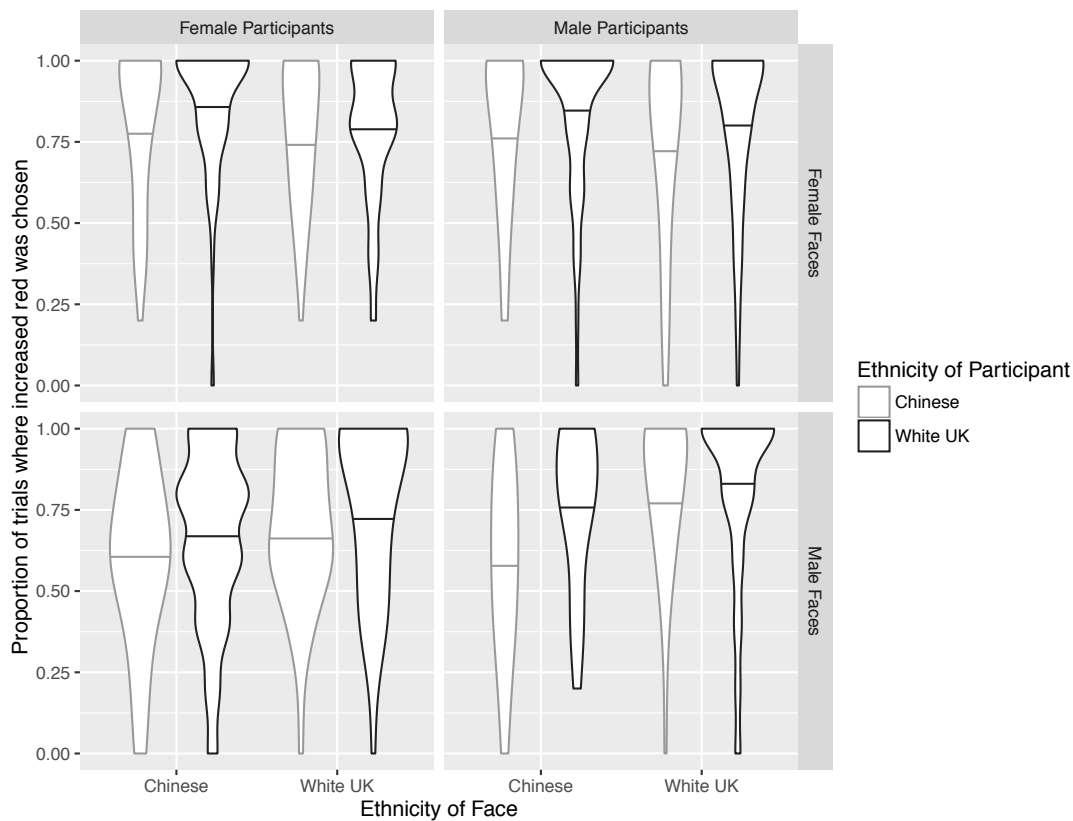 Female Participants
Male Participants
Proportion of trials where increased red was chosen
1.00
0.75
0.50
0.25
0.00
Female Faces
1.00
0.75
0.50
0.25
0.00
Male Faces
Chinese
White UK
Chinese
White UK
Ethnicity of Face
Ethnicity of Participant
Chinese
White UK